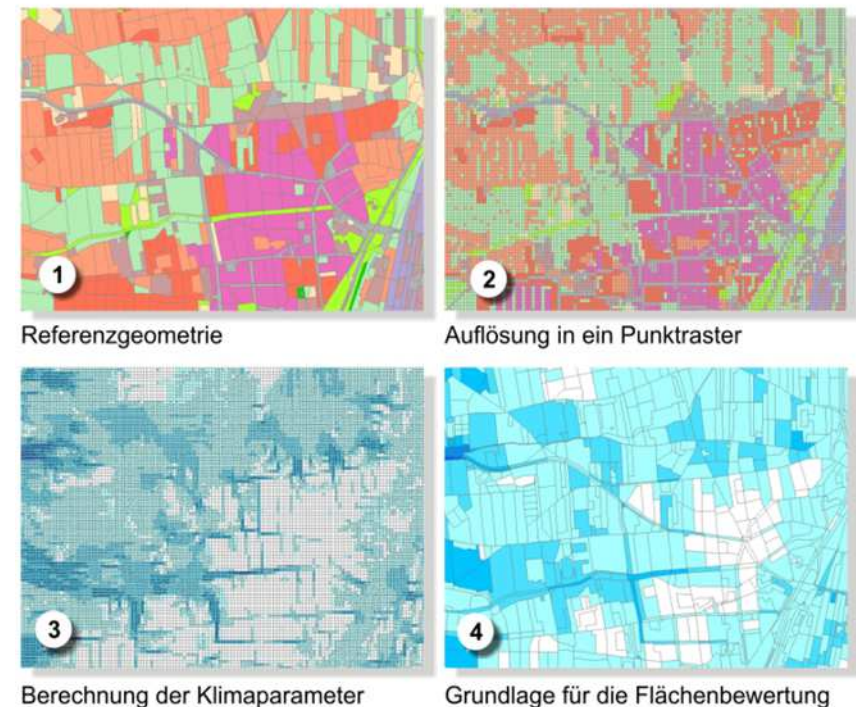 1
2
Referenzgeometrie
Auflösung in ein Punktraster
3
4
Berechnung der Klimaparameter
Grundlage für die Flächenbewertung